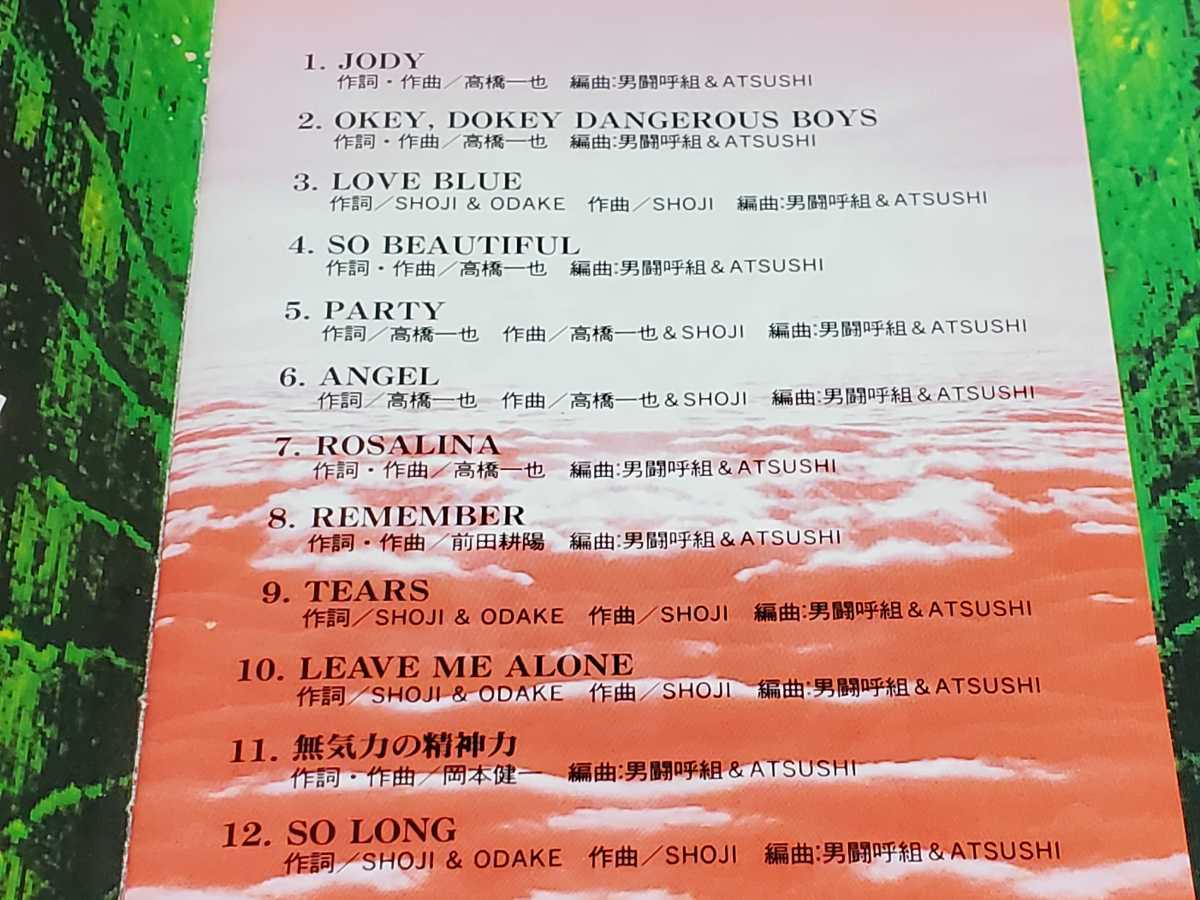 1. JODY
作詞・作曲/高橋一也 編曲:男闘呼組&ATSUSHI
2. OKEY, DOKEY DANGEROUS BOYS
作詞・作曲/高橋一也 編曲:男闘呼組&ATSUSHI
3. LOVE BLUE
作詞/SHOJI & ODAKE 作曲/SHOJI 編曲:男闘呼組&ATSUSHI
4. SO BEAUTIFUL
作詞・作曲/高橋一也 編曲:男闘呼組&ATSUSHI
5. PARTY
作詞/高橋一也 作曲/高橋一也&SHOJI 編曲:男闘呼組&ATSUSHI
6. ANGEL
作詞/高橋一也 作曲/高橋一也&SHOJI 編曲:男闘呼組&ATSUSHI
7. ROSALINA
作詞・作曲/高橋一也 編曲:男闘呼組&ATSUSHI
8. REMEMBER
作詞・作曲/前田耕陽 編曲:男闘呼組&ATSUSHI
9. TEARS
作詞/SHOJI & ODAKE 作曲/SHOJI 編曲:男闘呼組&ATSUSHI
10. LEAVE ME ALONE
作詞/SHOJI & ODAKE 作曲/SHOJI 編曲:男闘呼組&ATSUSHI
11. 無気力の精神力
作詞・作曲/岡本健一 編曲:男闘呼組&ATSUSHI
12. SO LONG
作詞/SHOJI & ODAKE 作曲/SHOJI 編曲:男闘呼組&ATSUSHI